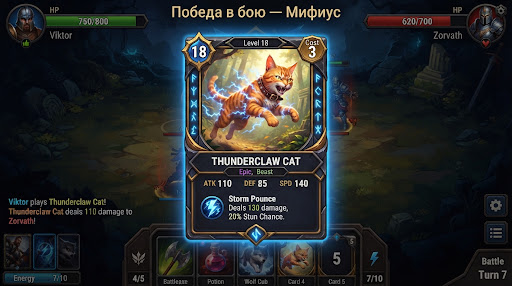 Победа в бою — Мифиус
HP
750/800
Viktor
HP
620/700
Zorvath
Level 18
18
Cost
3
THUNDERCLAW CAT
Epic, Beast
ATK 110 DEF 85 SPD 140
Storm Pounce
Deals 130 damage,
20% Stun Chance.
Viktor plays Thunderclaw Cat!
Thunderclaw Cat deals 110 damage to
Zorvath!
Energy 7/10
4/5
Battleaxn
Potion
Wolf Cub
Card 4
5
Card 5
7/10
Battle
Turn 7